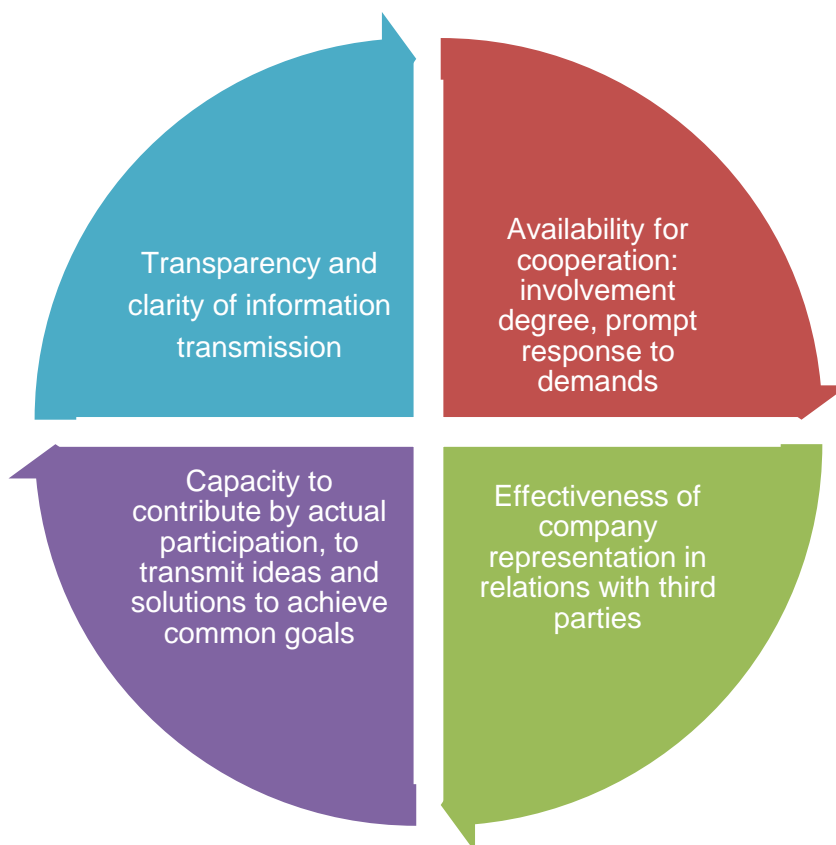 Transparency and
clarity of information
transmission
Availability for
cooperation:
involvement
degree, prompt
response to
demands
Capacity to
contribute by actual
participation, to
transmit ideas and
solutions to achieve
common goals
Effectiveness of
company
representation in
relations with third
parties